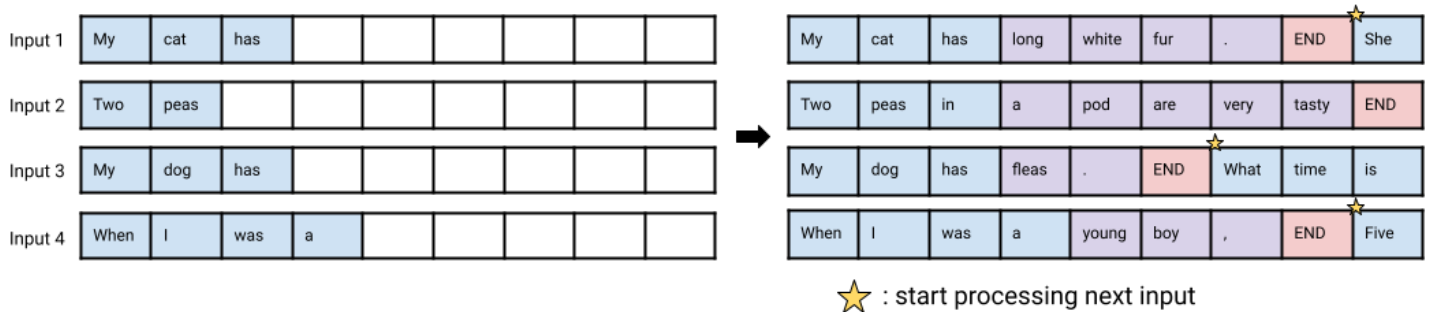 Input 1 My cat has My cat has long white fur . END She
Input 2 Two peas Two peas in a pod are very tasty END
Input 3 My dog has My dog has fleas . END What time is
Input 4 When I was a When I was a young boy , END Five
: start processing next input